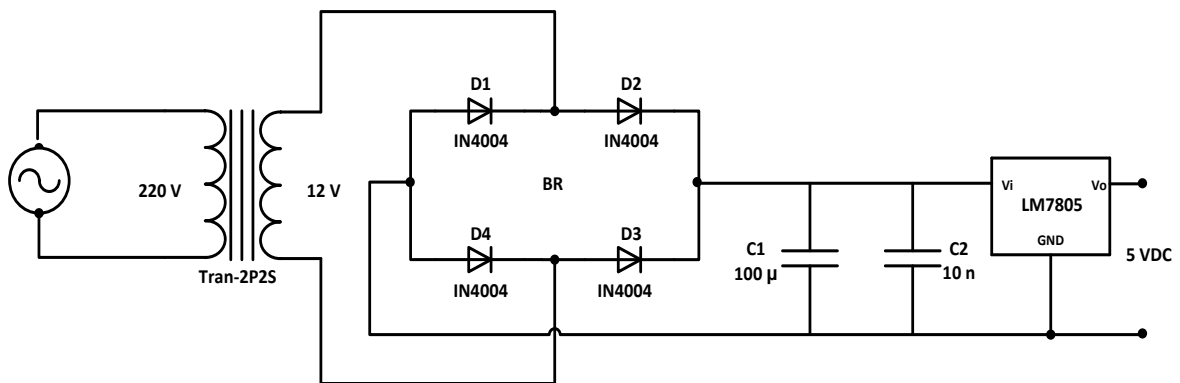 D1
D2
IN4004
IN4004
220 V
12 V
BR
Vi
Vo
LM7805
GND
D4
D3
C1
100 µ
C2
10 n
5 VDC
Tran-2P2S
IN4004
IN4004